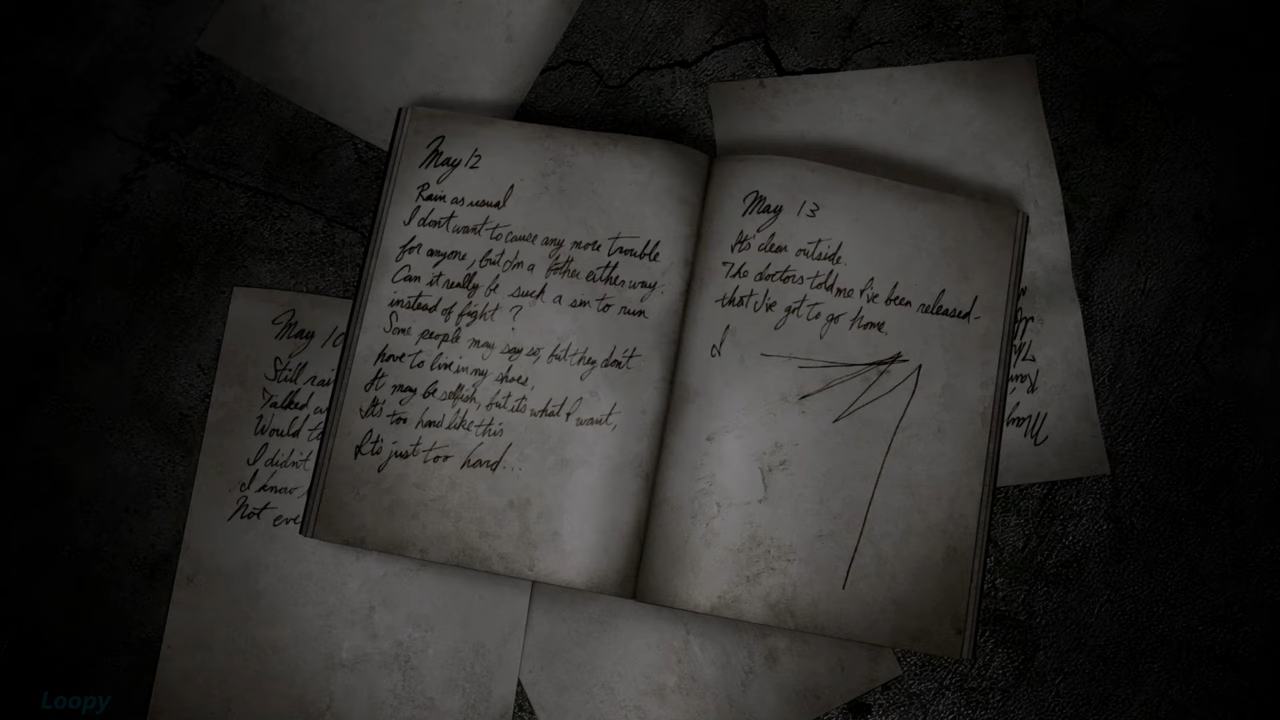 May 12
Rain as usual
I don't want to cause any more trouble
for anyone, but I'm a bother either way.
Can it really be such a sin to run
instead of fight?
Some people may say so, but they don't
have to live in my shoes.
It may be selfish, but it's what I want,
It's too hard like this
It's just too hard...
May 13
It's clear outside.
The doctors told me I've been released-
that I've got to go home.
I
May 10
Still
Talked
Would to
I didn't
I know
Not
Loopy